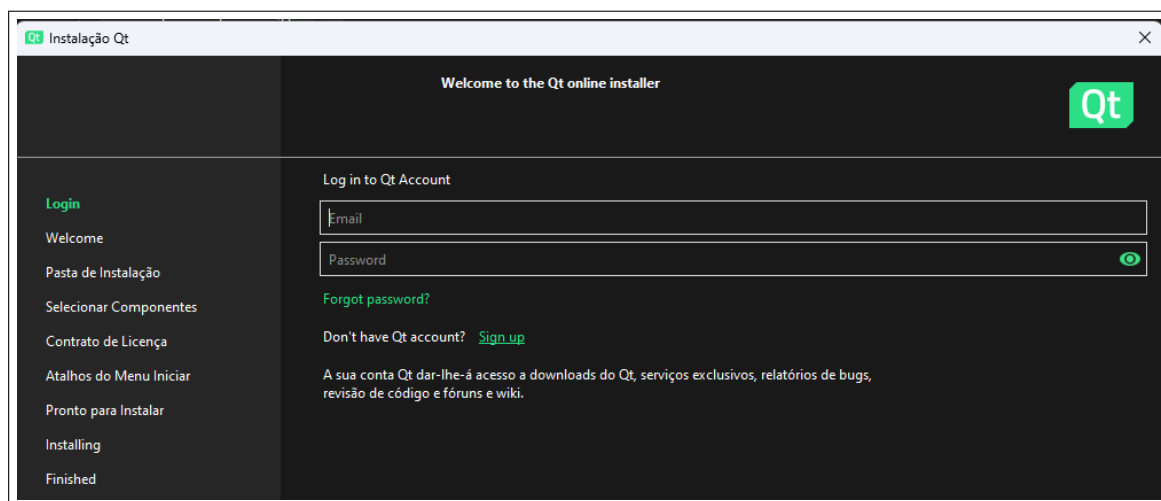 Qt Instalação Qt
Welcome to the Qt online installer
Qt
Login
Welcome
Pasta de Instalação
Selecionar Componentes
Contrato de Licença
Atalhos do Menu Iniciar
Pronto para Instalar
Installing
Finished
Log in to Qt Account
Email
Password
Forgot password?
Don't have Qt account? Sign up
A sua conta Qt dar-lhe-á acesso a downloads do Qt, serviços exclusivos, relatórios de bugs,
revisão de código e fóruns e wiki.